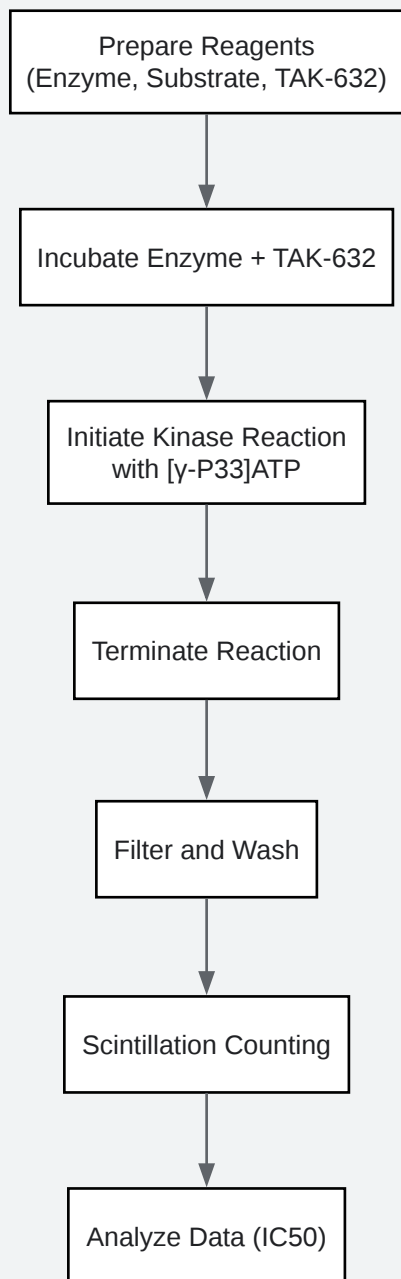 Prepare Reagents
(Enzyme, Substrate, TAK-632)
Incubate Enzyme + TAK-632
Initiate Kinase Reaction
with [γ-P33]ATP
Terminate Reaction
Filter and Wash
Scintillation Counting
Analyze Data (IC50)